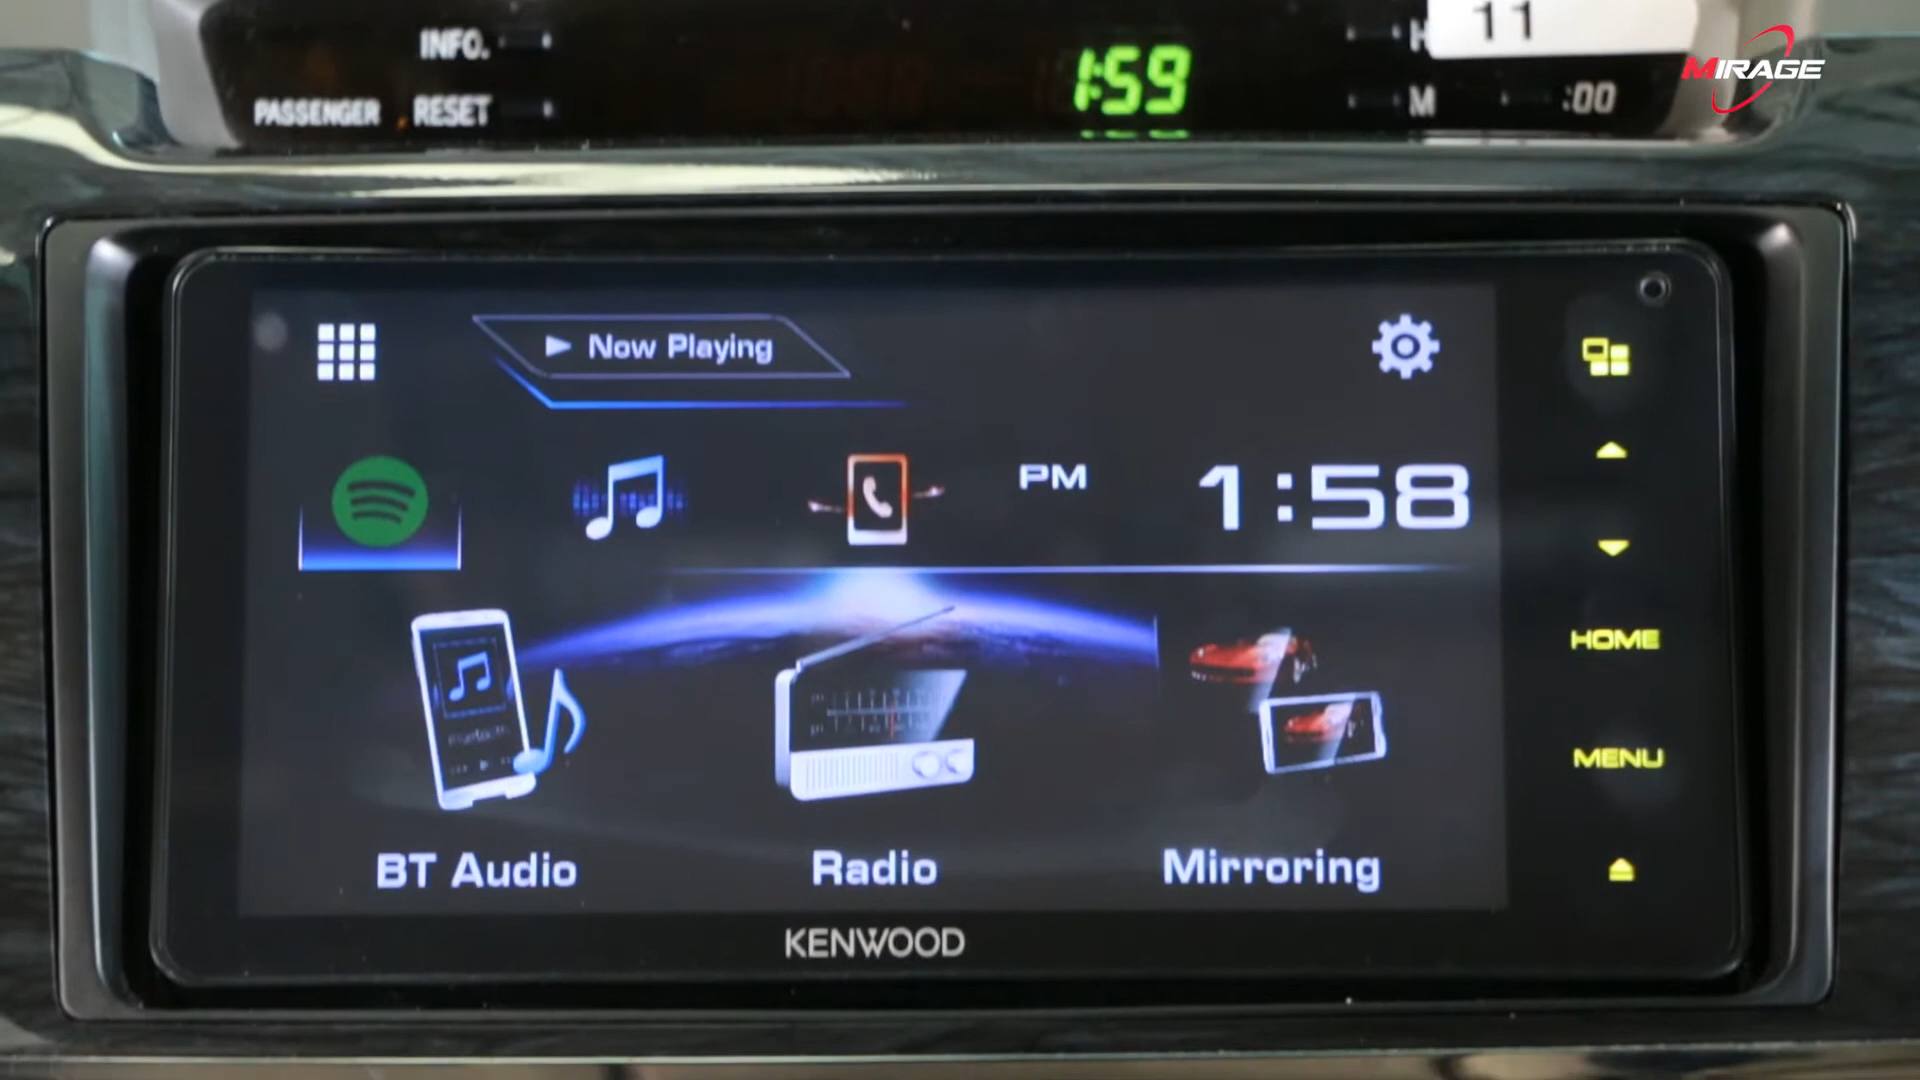 11
INFO.
H
1:59
MIRAGE
PASSENGER RESET
M
:00
Now Playing
PM
1:58
HOME
MENU
BT Audio
Radio
Mirroring
KENWOOD